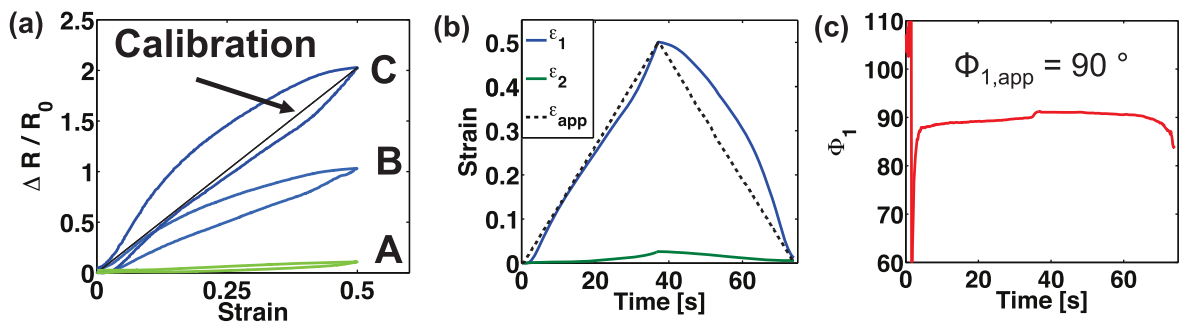 (a)
2.5
2
1.5
1
0.5
0
Δ R / R0
Calibration
C
B
A
0 0.25 0.5
Strain
(b)
0.5
0.4
0.3
0.2
0.1
0
Strain
ε1
ε2
εapp
0 20 40 60
Time [s]
(c)
110
100
90
80
70
60
Φ1
Φ1,app = 90 °
0 20 40 60
Time [s]